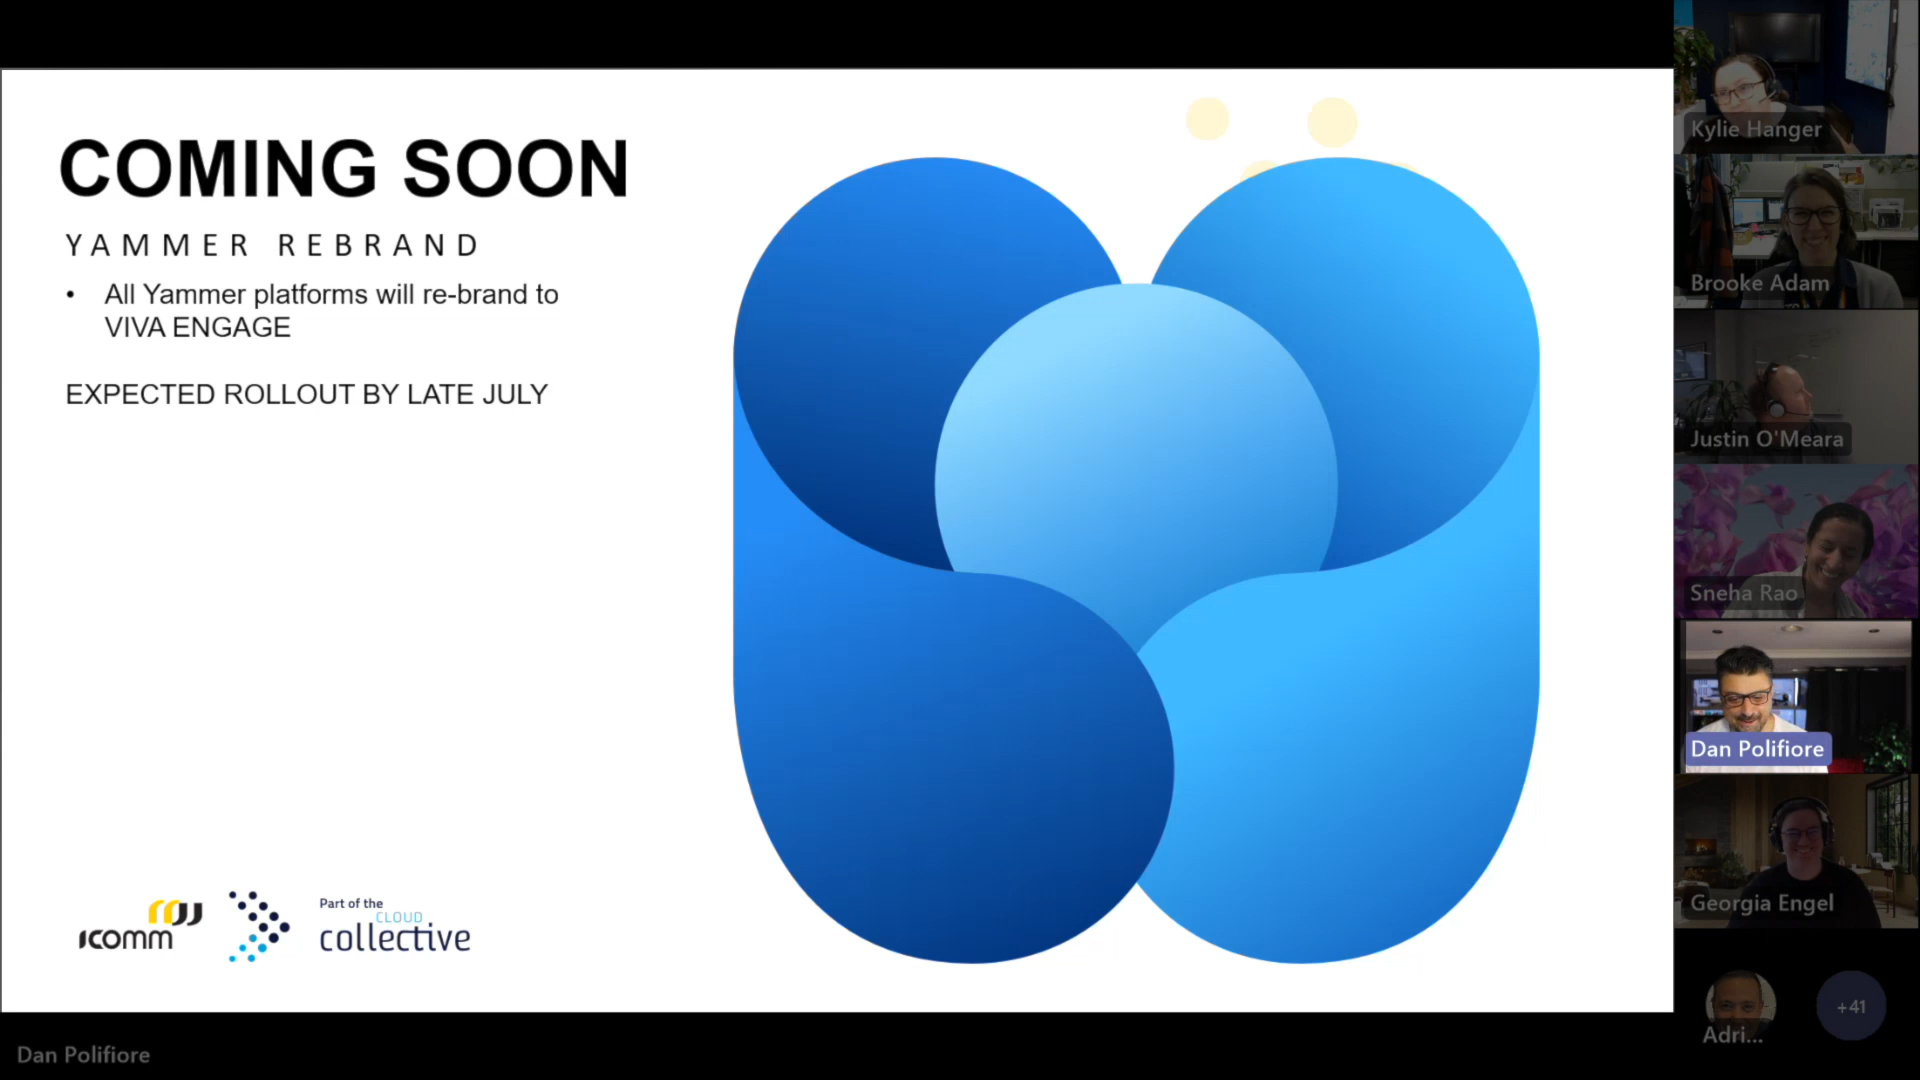 COMING SOON
YAMMER REBRAND
• All Yammer platforms will re-brand to
VIVA ENGAGE
EXPECTED ROLLOUT BY LATE JULY
ICOMM
Part of the
CLOUD
collective
Kylie Hanger
Brooke Adam
Justin O'Meara
Sneha Rao
Dan Polifiore
Georgia Engel
Adri...
+41
Dan Polifiore